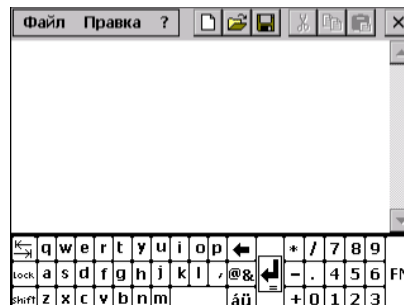 Файл Правка ?
q w e r t y u i o p * / 7 8 9
Lock a s d f g h j k l , @& - . 4 5 6 FN
Shift z x c v b n m áü = + 0 1 2 3